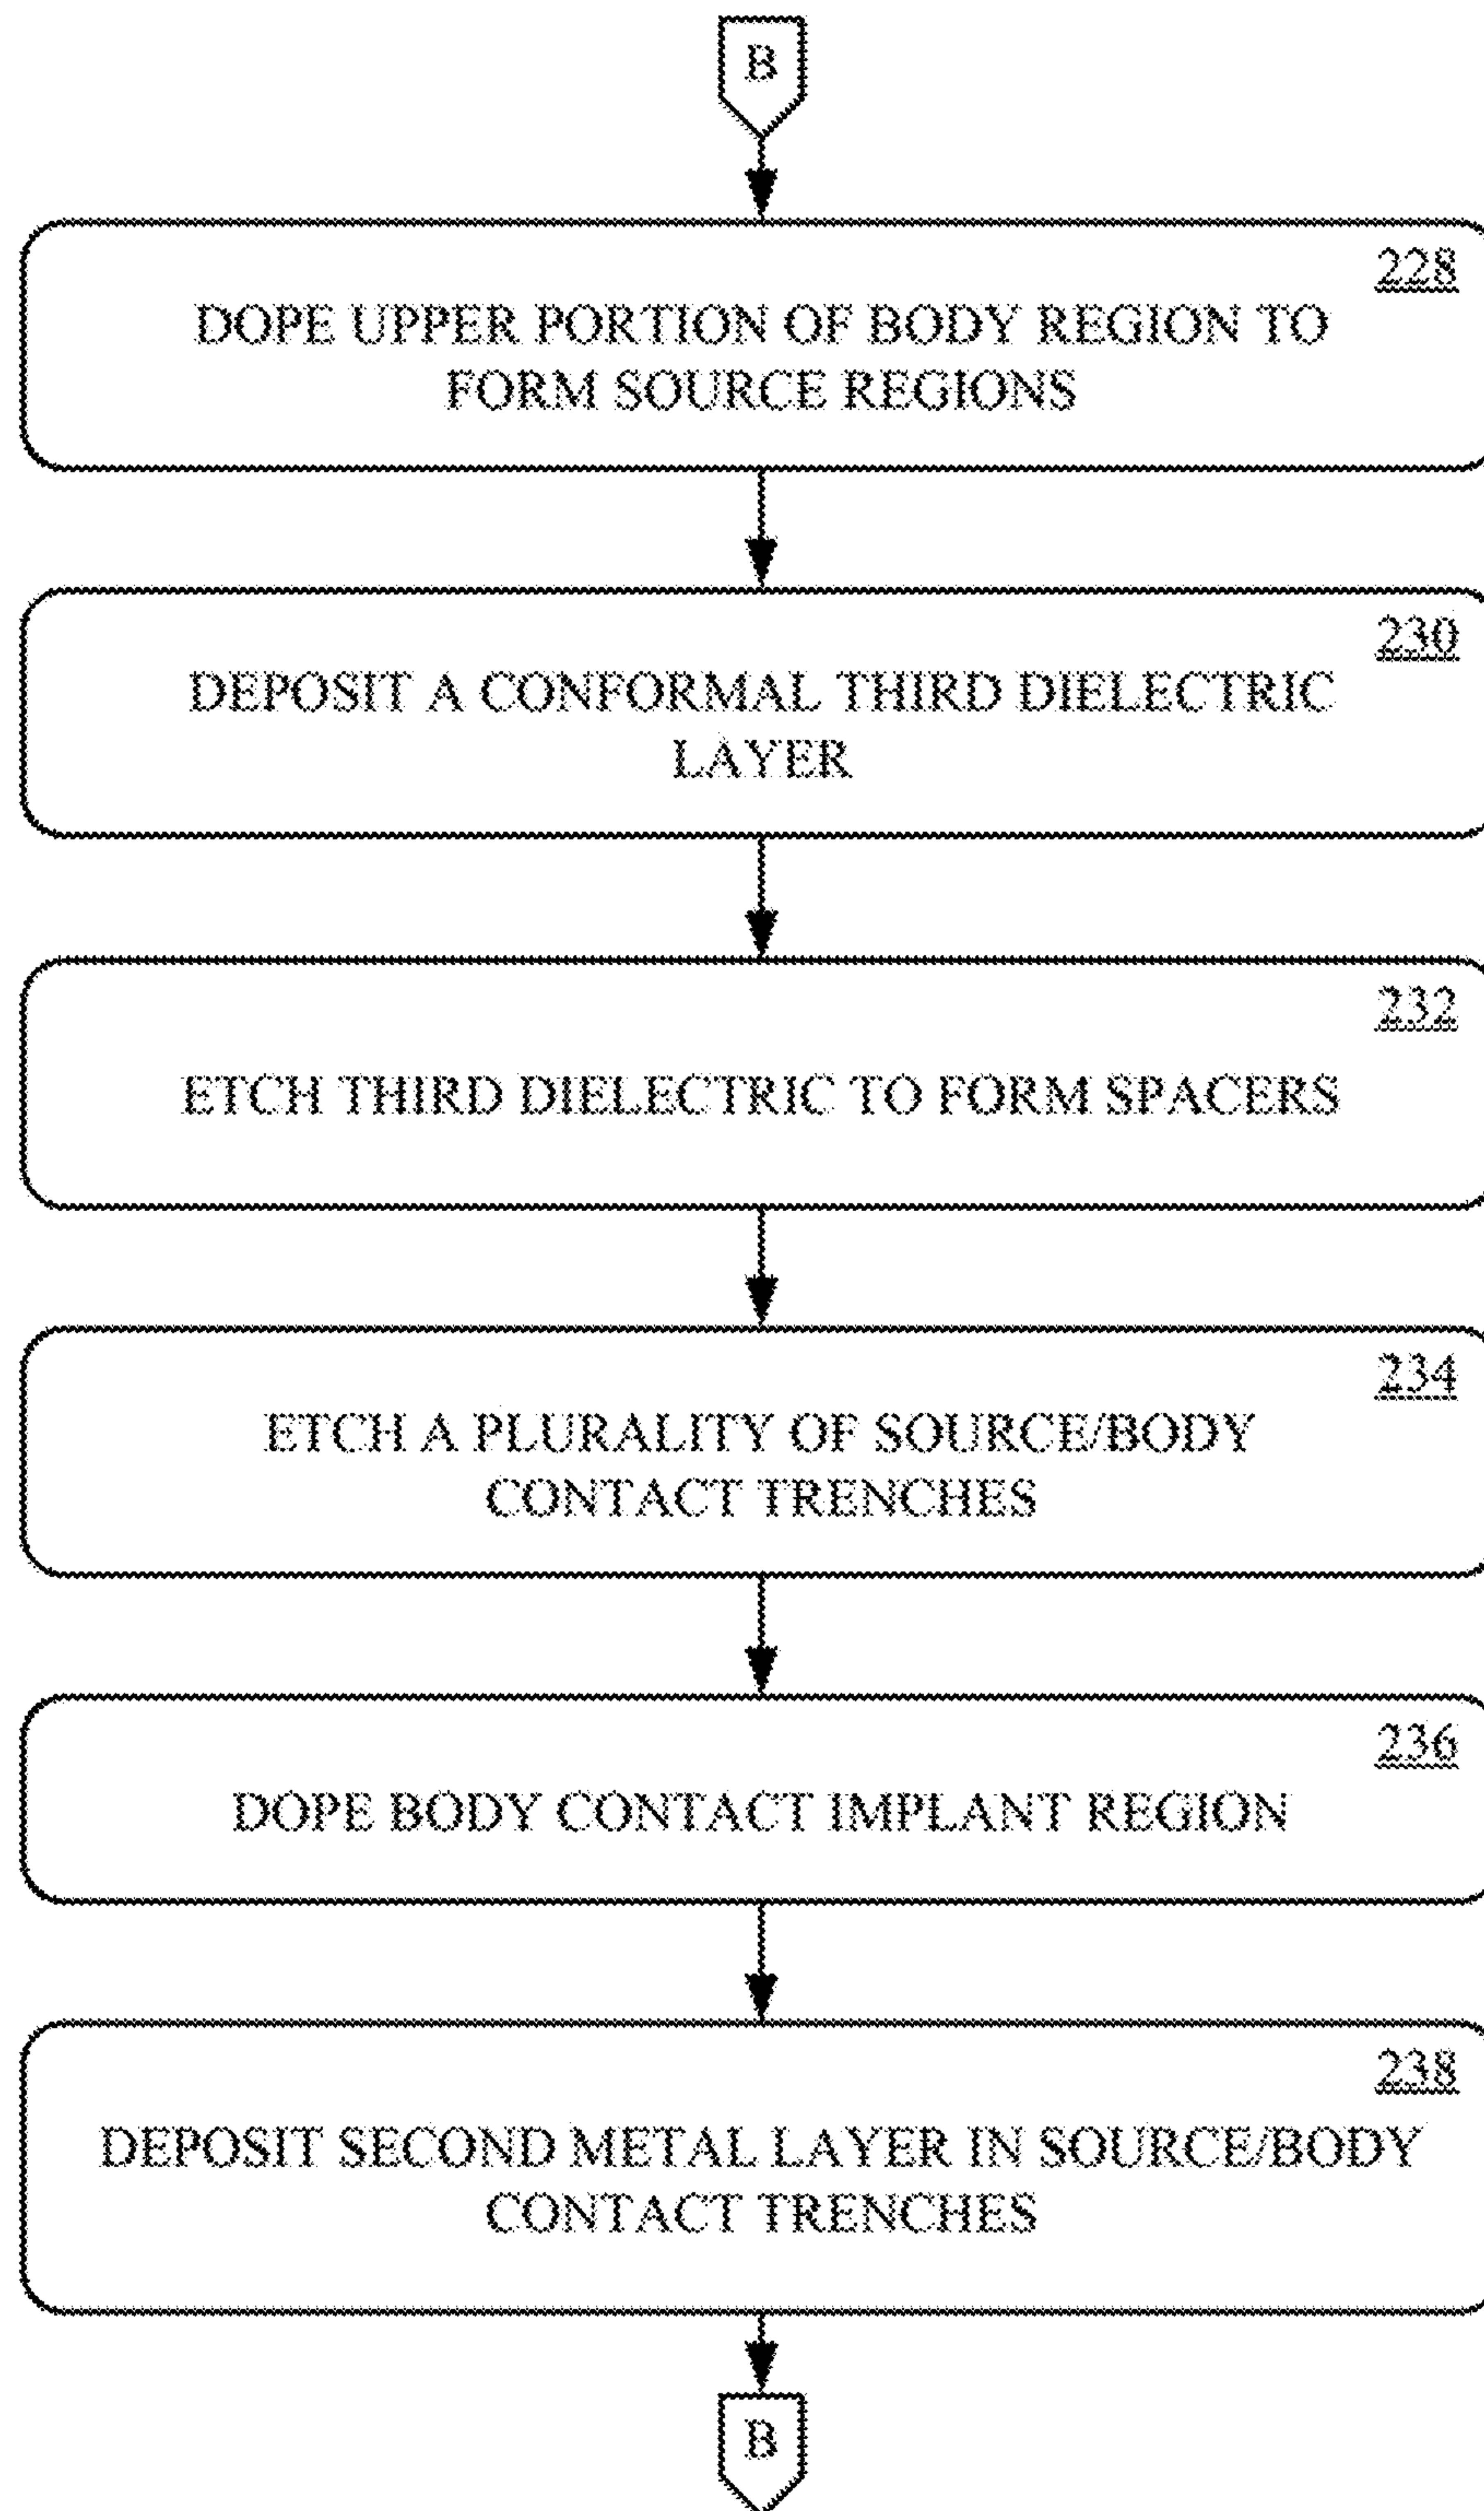 B
228
DOPE UPPER PORTION OF BODY REGION TO
FORM SOURCE REGIONS
230
DEPOSIT A CONFORMAL THIRD DIELECTRIC
LAYER
232
ETCH THIRD DIELECTRIC TO FORM SPACERS
234
ETCH A PLURALITY OF SOURCE/BODY
CONTACT TRENCHES
236
DOPE BODY CONTACT IMPLANT REGION
238
DEPOSIT SECOND METAL LAYER IN SOURCE/BODY
CONTACT TRENCHES
B